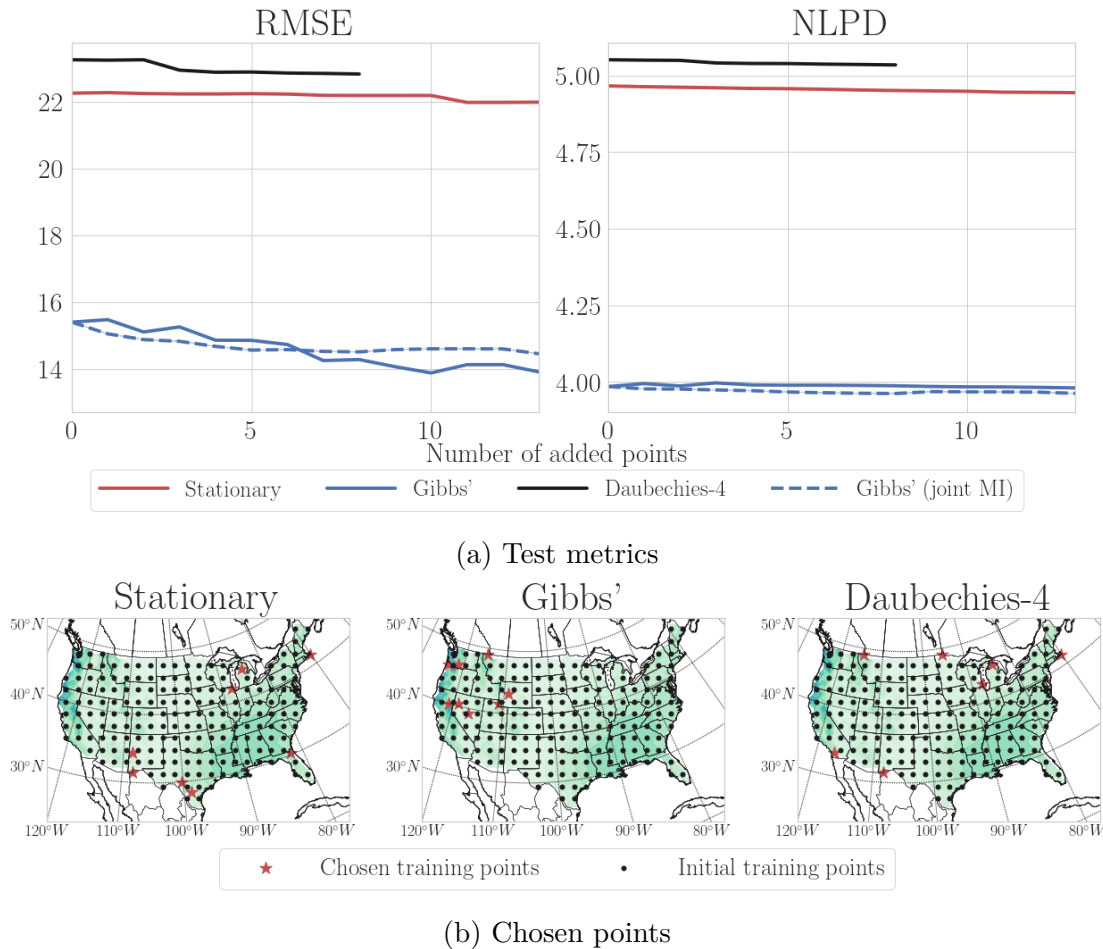 RMSE NLPD
22
20
18
16
14
0 5 10
5.00
4.75
4.50
4.25
4.00
0 5 10
Number of added points
Stationary Gibbs' Daubechies-4 Gibbs' (joint MI)
(a) Test metrics
Stationary Gibbs' Daubechies-4
50°N 50°N 50°N
40°N 40°N 40°N
30°N 30°N 30°N
120°W 110°W 100°W 90°W 80°W 120°W 110°W 100°W 90°W 80°W 120°W 110°W 100°W 90°W 80°W
Chosen training points Initial training points
(b) Chosen points